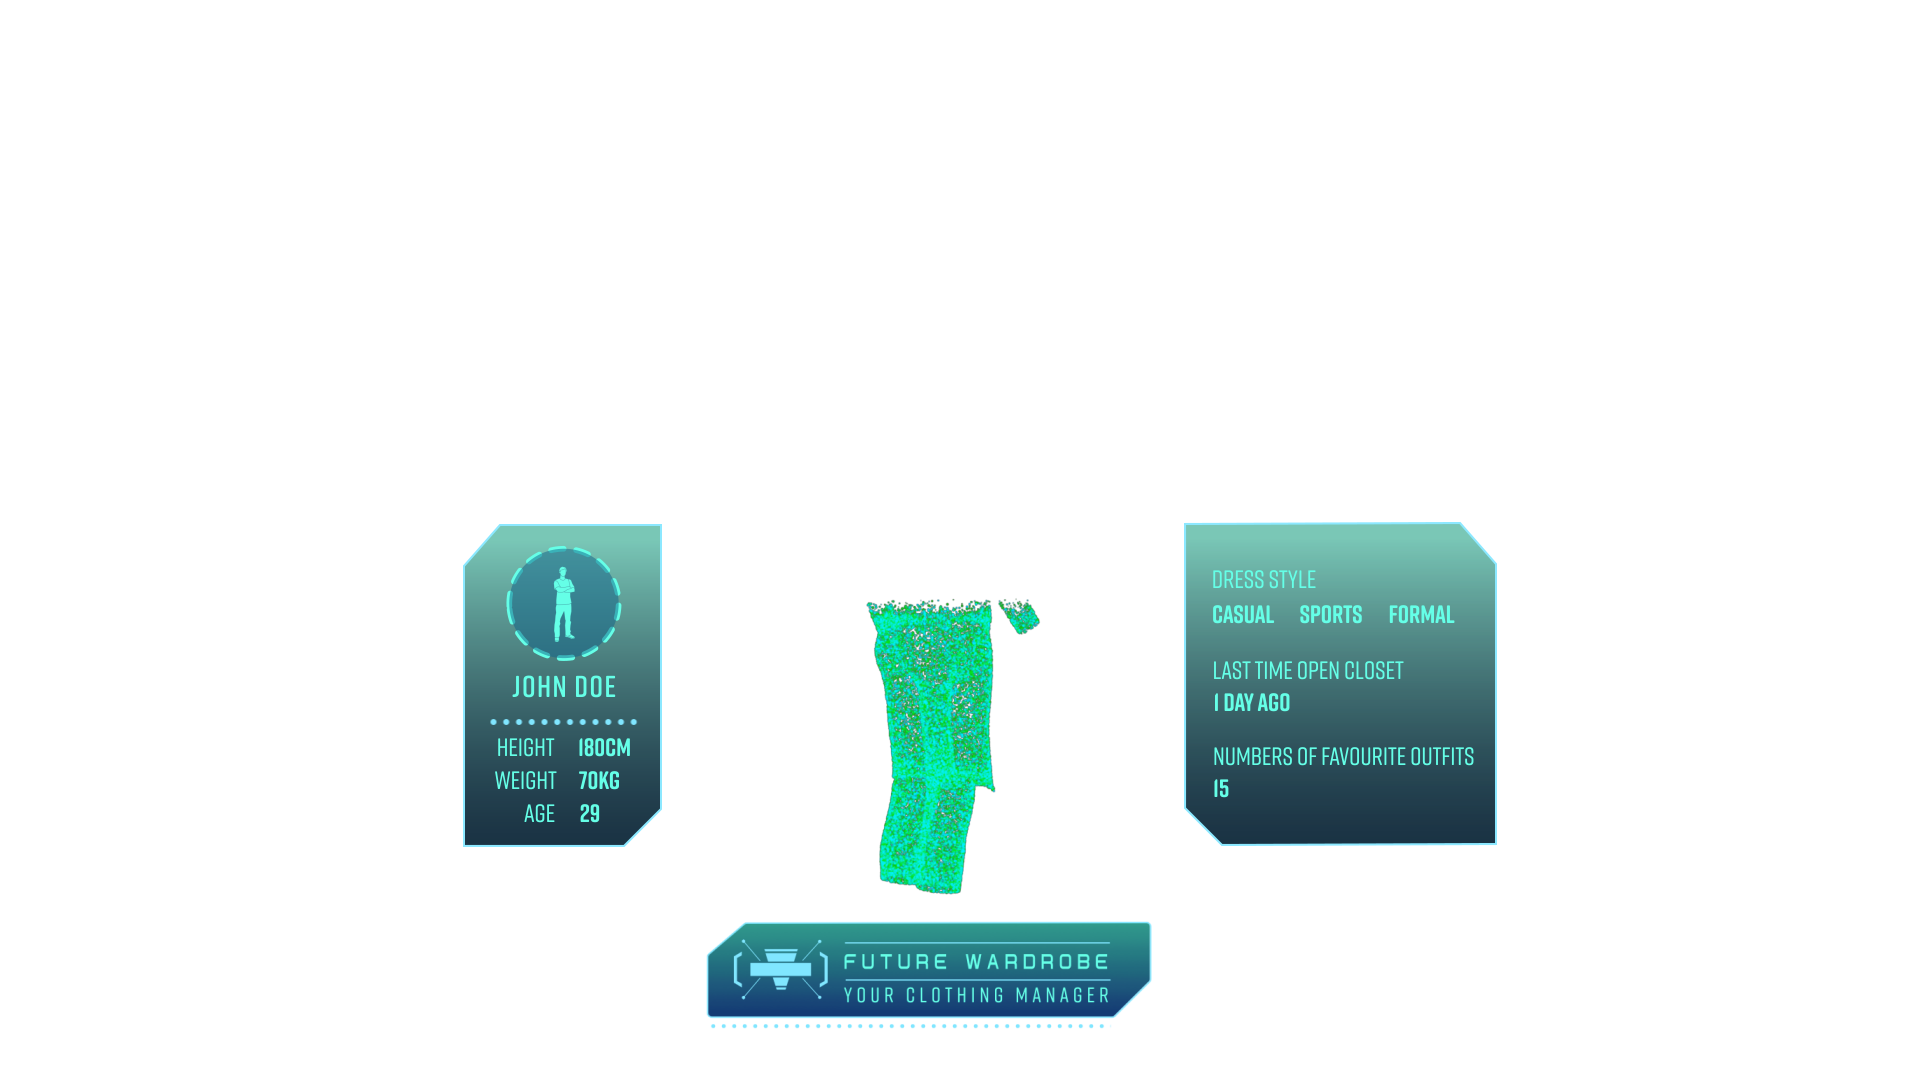 JOHN DOE
HEIGHT 180CM
WEIGHT 70KG
AGE 29
DRESS STYLE
CASUAL SPORTS FORMAL
LAST TIME OPEN CLOSET
1 DAY AGO
NUMBERS OF FAVOURITE OUTFITS
15
FUTURE WARDROBE
YOUR CLOTHING MANAGER